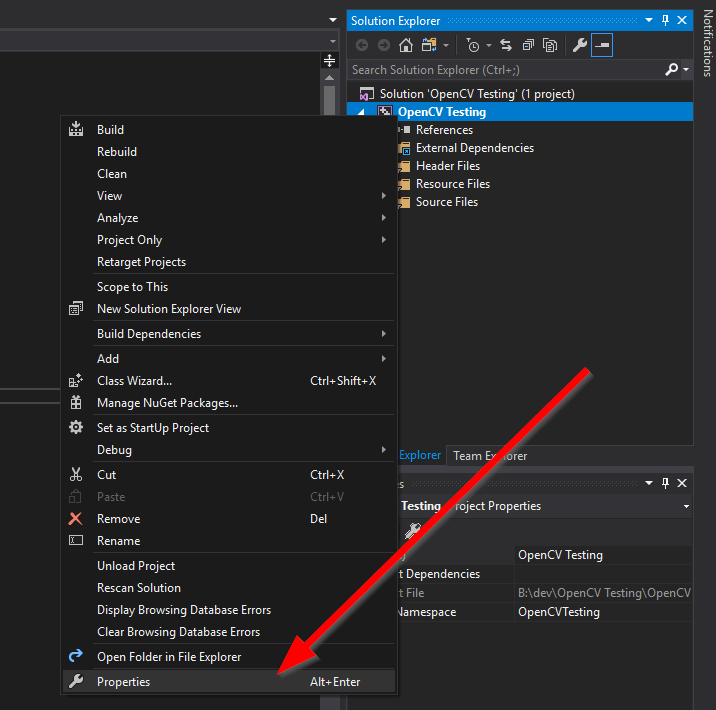 Solution Explorer
Notifications
Search Solution Explorer (Ctrl+;)
Solution 'OpenCV Testing' (1 project)
OpenCV Testing
References
External Dependencies
Header Files
Resource Files
Source Files
Build
Rebuild
Clean
View
Analyze
Project Only
Retarget Projects
Scope to This
New Solution Explorer View
Build Dependencies
Add
Class Wizard... Ctrl+Shift+X
Manage NuGet Packages...
Set as StartUp Project
Debug
Cut Ctrl+X
Paste Ctrl+V
Remove Del
Rename
Unload Project
Rescan Solution
Display Browsing Database Errors
Clear Browsing Database Errors
Open Folder in File Explorer
Properties Alt+Enter
Explorer Team Explorer
Testing Project Properties
OpenCV Testing
t Dependencies
t File B:\dev\OpenCV Testing\OpenCV
Namespace OpenCVTesting